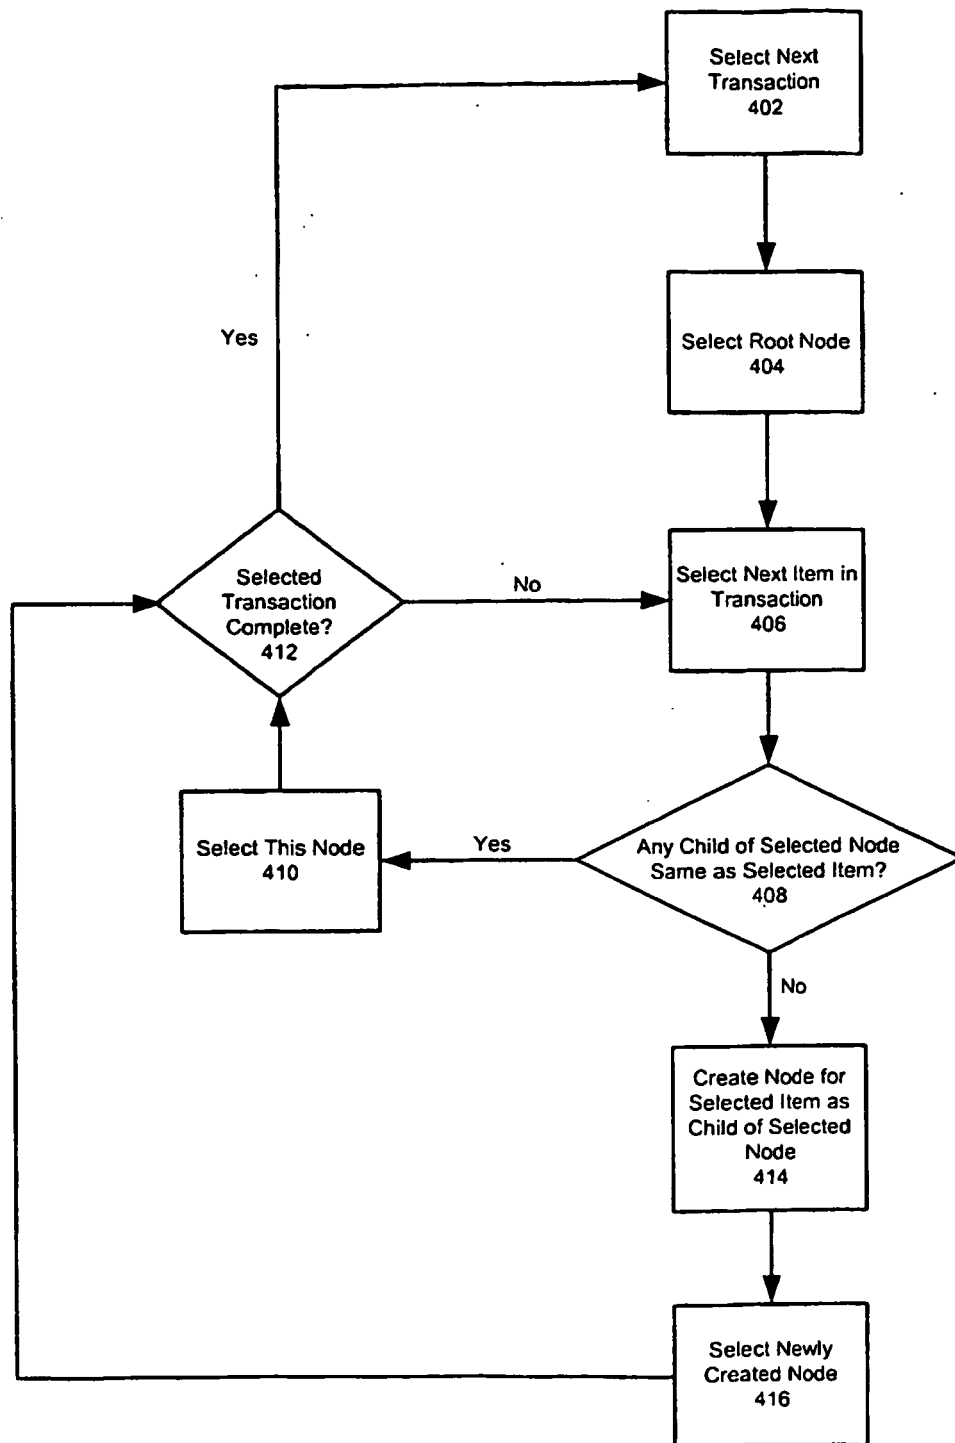 Select Next
Transaction
402
Yes
Select Root Node
404
Selected
Transaction
Complete?
412
No
Select Next Item in
Transaction
406
Select This Node
410
Yes
Any Child of Selected Node
Same as Selected Item?
408
No
Create Node for
Selected Item as
Child of Selected
Node
414
Select Newly
Created Node
416